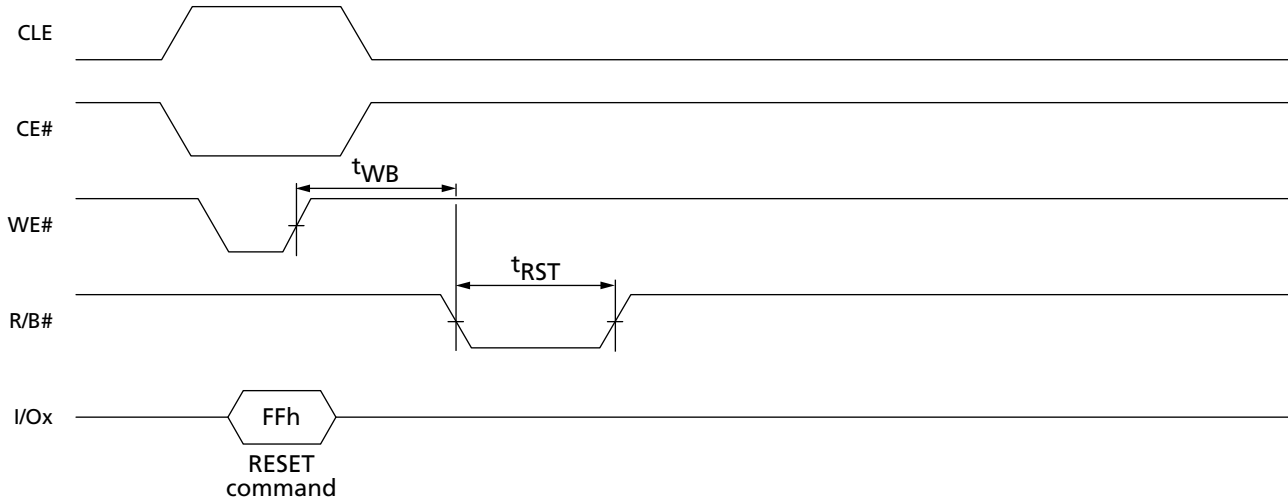 CLE
CE#
tWB
WE#
tRST
R/B#
I/Ox
FFh
RESET
command